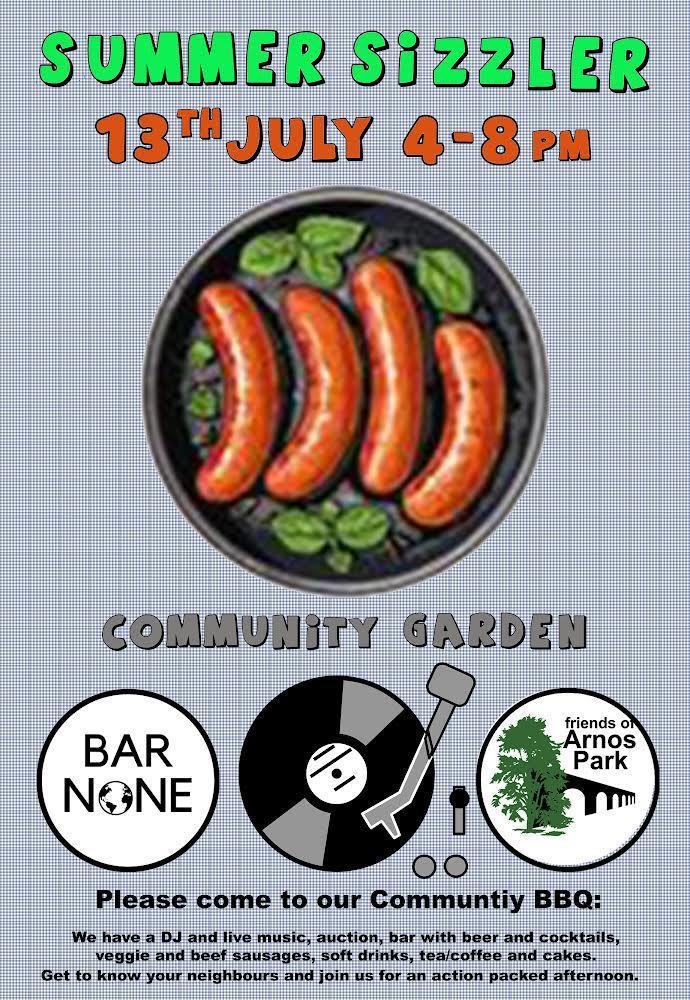 SUMMER SiZZLER
13TH JULY 4-8 PM
COMMUNiTY GARDEN
BAR
NONE
friends of
Arnos
Park
Please come to our Communtiy BBQ:
We have a DJ and live music, auction, bar with beer and cocktails,
veggie and beef sausages, soft drinks, tea/coffee and cakes.
Get to know your neighbours and join us for an action packed afternoon.